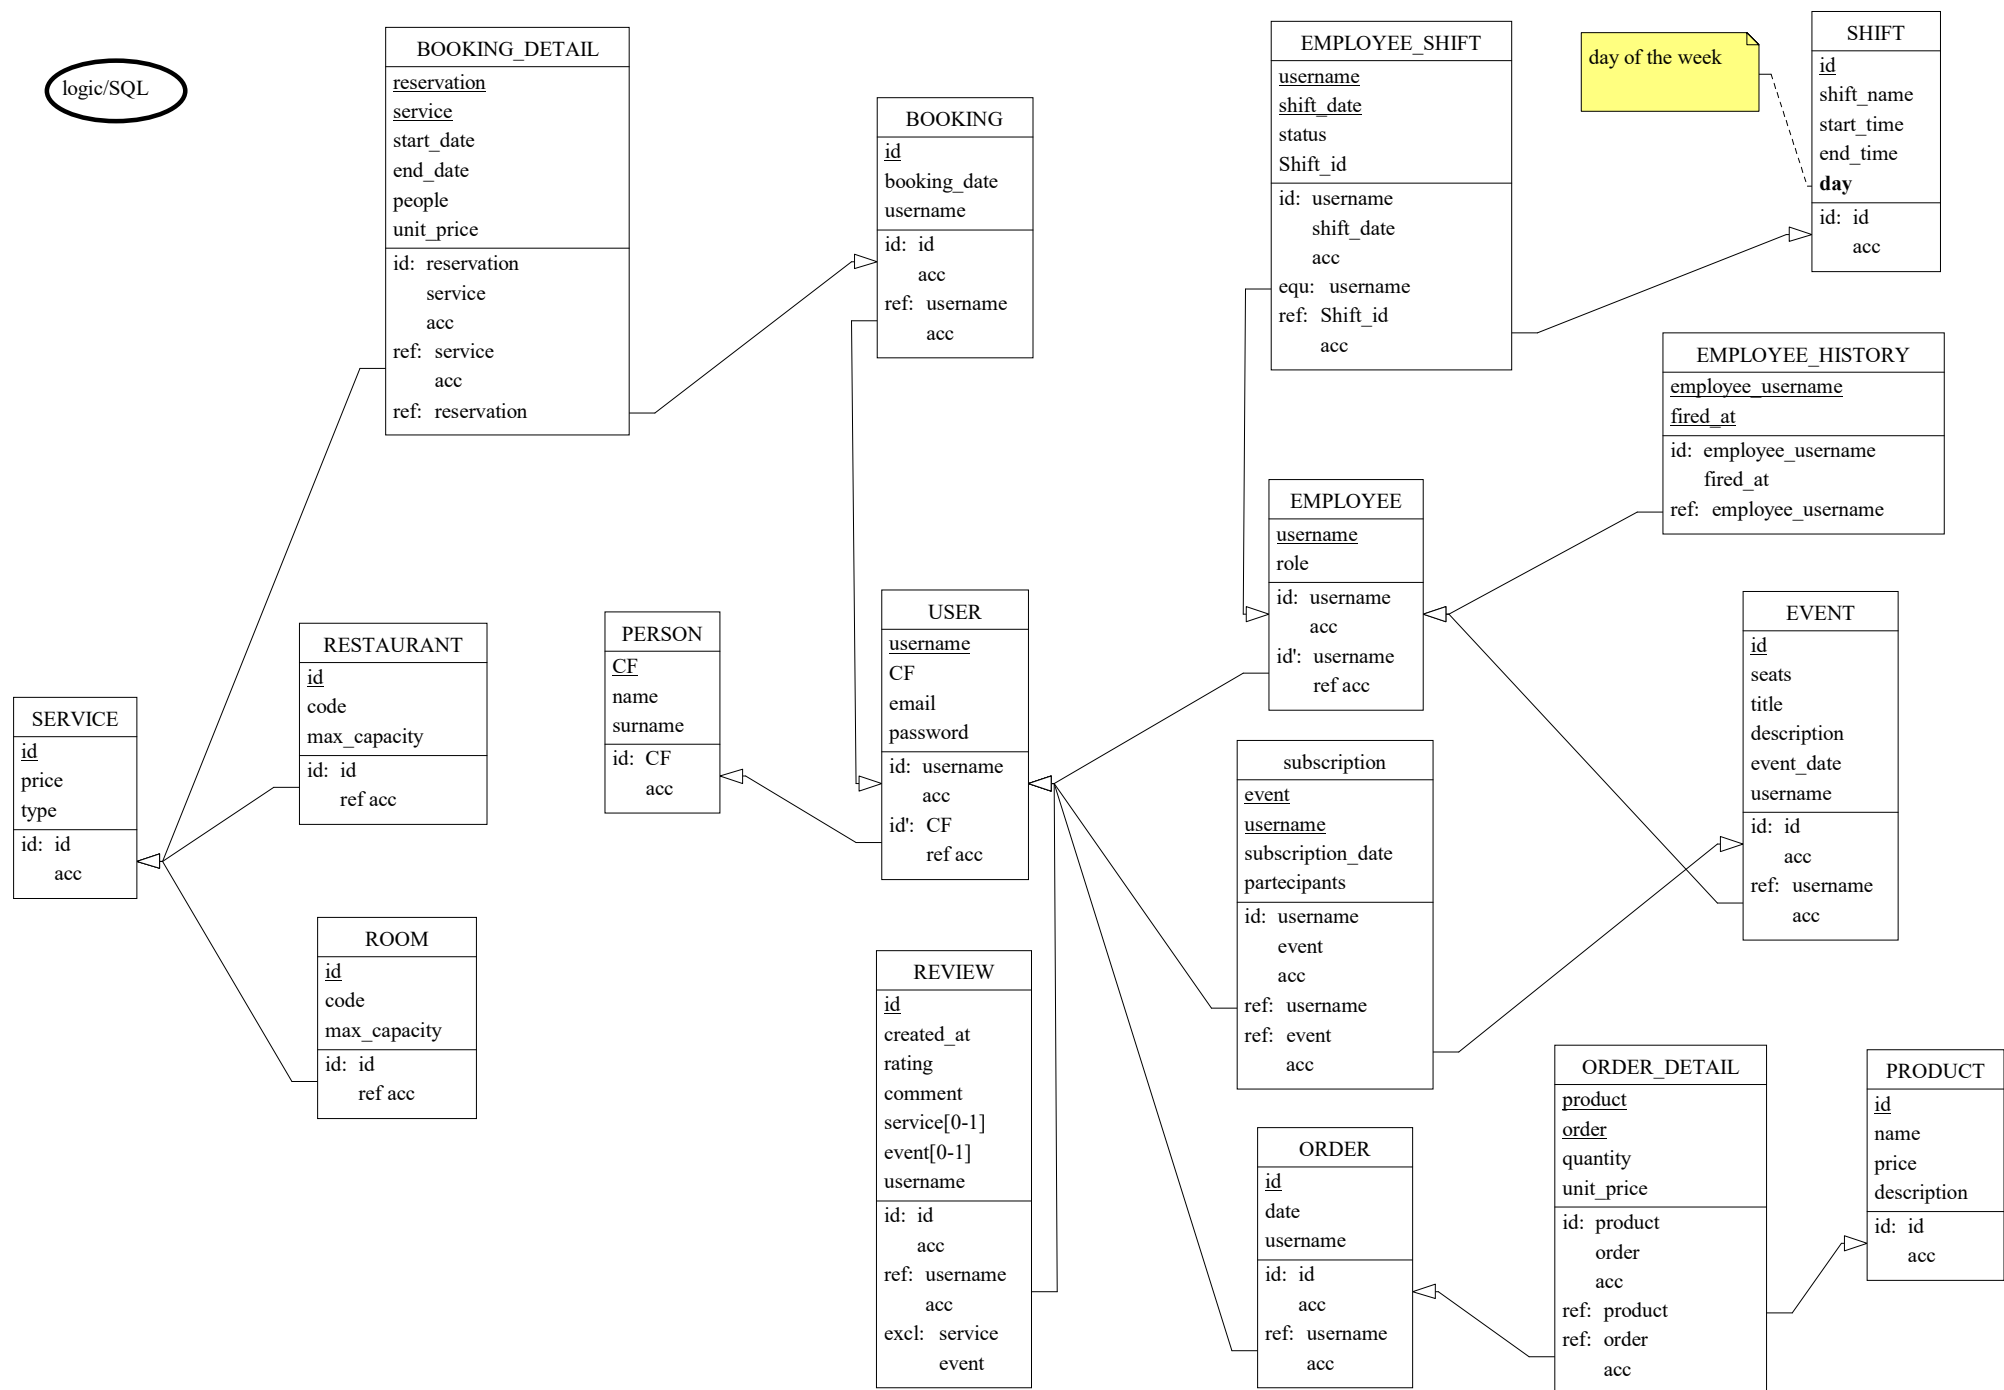 logic/SQL
BOOKING_DETAIL
reservation
service
start_date
end_date
people
unit_price
id: reservation
service
acc
ref: service
acc
ref: reservation
BOOKING
id
booking_date
username
id: id
acc
ref: username
acc
EMPLOYEE_SHIFT
username
shift_date
status
Shift_id
id: username
shift_date
acc
equ: username
ref: Shift_id
acc
day of the week
SHIFT
id
shift_name
start_time
end_time
day
id: id
acc
EMPLOYEE_HISTORY
employee_username
fired_at
id: employee_username
fired_at
ref: employee_username
EMPLOYEE
username
role
id: username
acc
id': username
ref acc
SERVICE
id
price
type
id: id
acc
RESTAURANT
id
code
max_capacity
id: id
ref acc
PERSON
CF
name
surname
id: CF
acc
USER
username
CF
email
password
id: username
acc
id': CF
ref acc
EVENT
id
seats
title
description
event_date
username
id: id
acc
ref: username
acc
subscription
event
username
subscription_date
partecipants
id: username
event
acc
ref: username
ref: event
acc
ROOM
id
code
max_capacity
id: id
ref acc
REVIEW
id
created_at
rating
comment
service[0-1]
event[0-1]
username
id: id
acc
ref: username
acc
excl: service
event
ORDER
id
date
username
id: id
acc
ref: username
acc
ORDER_DETAIL
product
order
quantity
unit_price
id: product
order
acc
ref: product
ref: order
acc
PRODUCT
id
name
price
description
id: id
acc